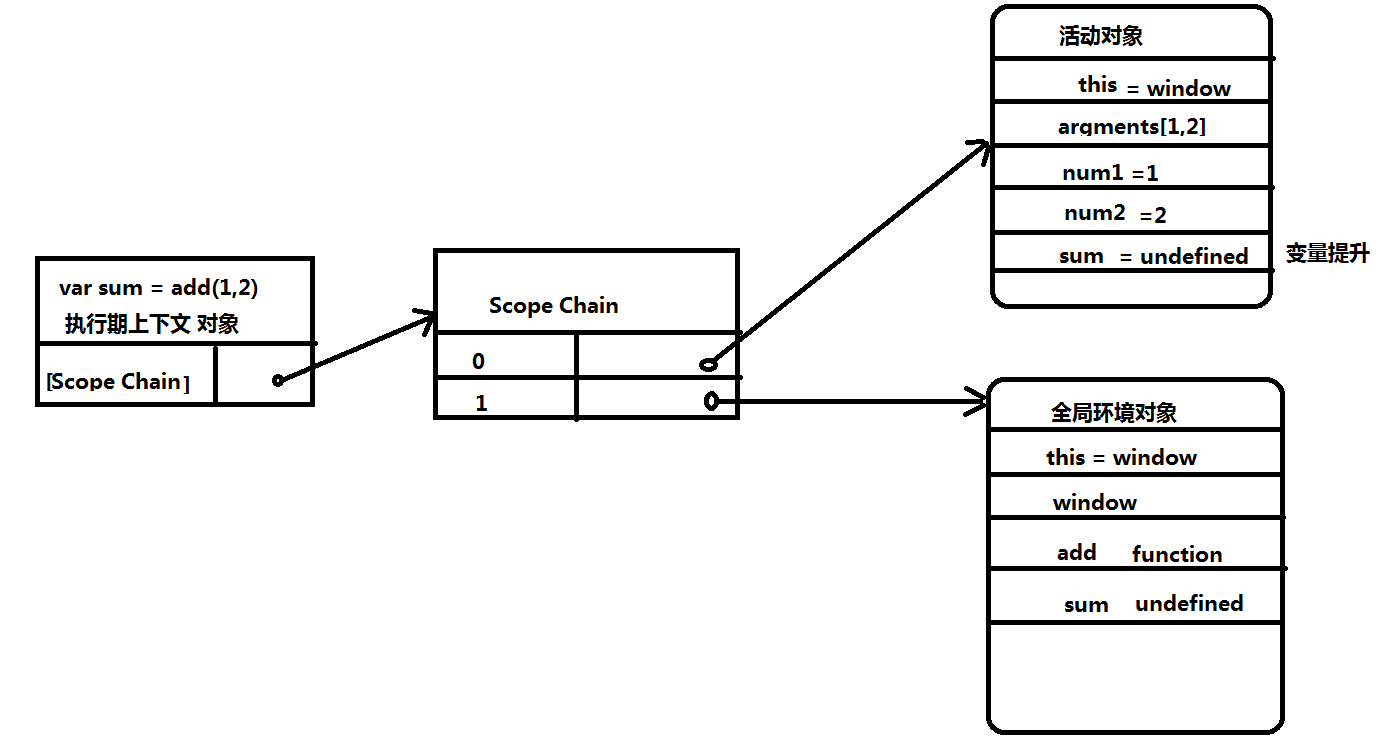 var sum = add(1,2)
执行期上下文 对象
[Scope Chain]
Scope Chain
0
1
活动对象
this = window
argments[1,2]
num1 =1
num2 =2
sum = undefined
变量提升
全局环境对象
this = window
window
add function
sum undefined